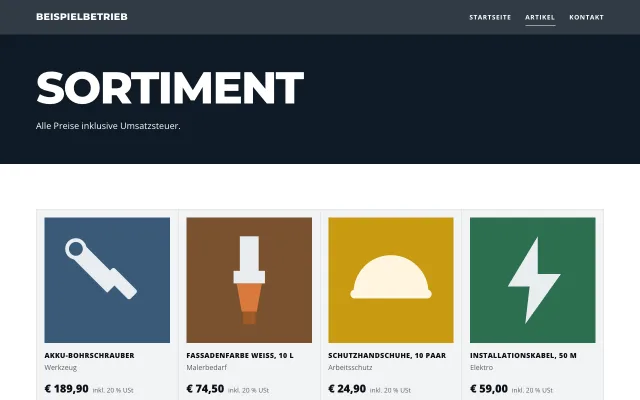 BEISPIELBETRIEB
STARTSEITE ARTIKEL KONTAKT
SORTIMENT
Alle Preise inklusive Umsatzsteuer.
AKKU-BOHRSCHRAUBER
Werkzeug
€ 189,90 inkl. 20 % USt
FASSADENFARBE WEISS, 10 L
Malerbedarf
€ 74,50 inkl. 20 % USt
SCHUTZHANDSCHUHE, 10 PAAR
Arbeitsschutz
€ 24,90 inkl. 20 % USt
INSTALLATIONSKABEL, 50 M
Elektro
€ 59,00 inkl. 20 % USt